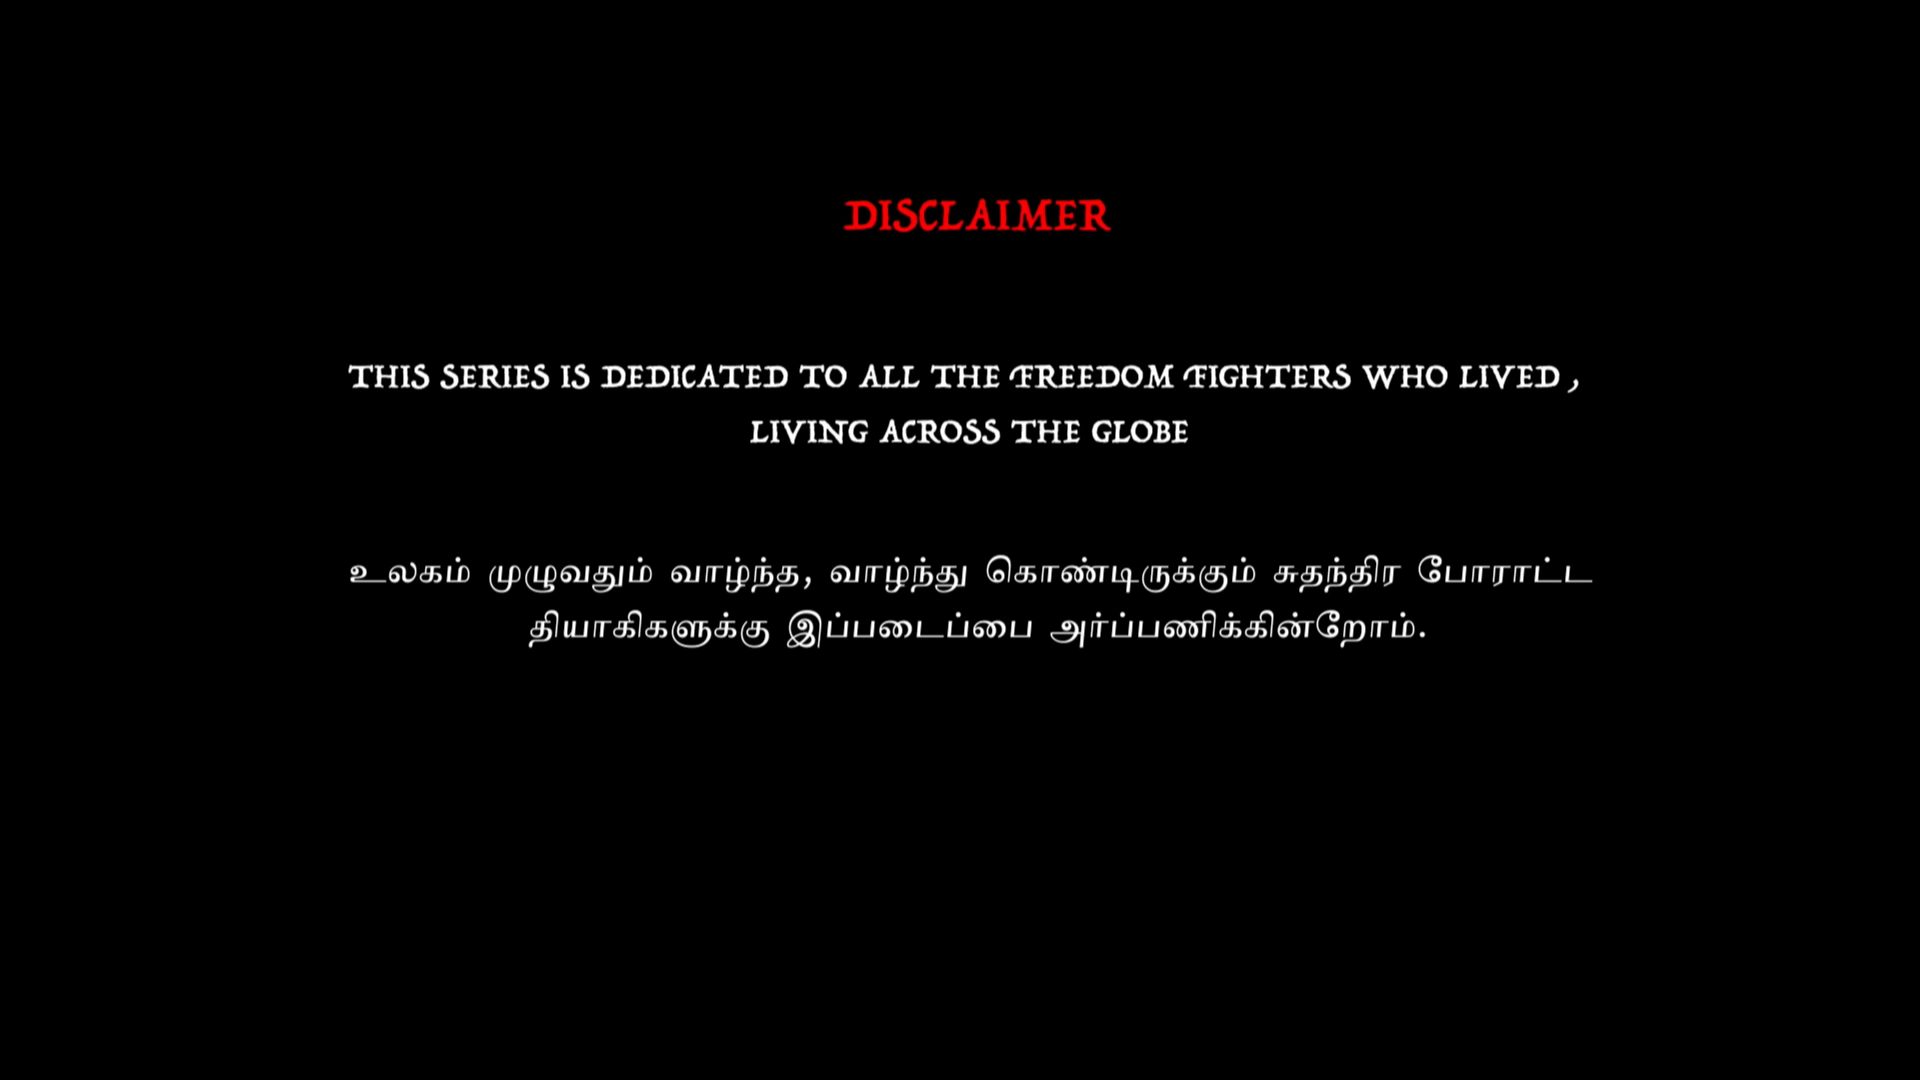 DISCLAIMER
THIS SERIES IS DEDICATED TO ALL THE FREEDOM FIGHTERS WHO LIVED ,
LIVING ACROSS THE GLOBE
உலகம் முழுவதும் வாழ்ந்த, வாழ்ந்து கொண்டிருக்கும் சுதந்திர போராட்ட
தியாகிகளுக்கு இப்படைப்பை அர்ப்பணிக்கின்றோம்.